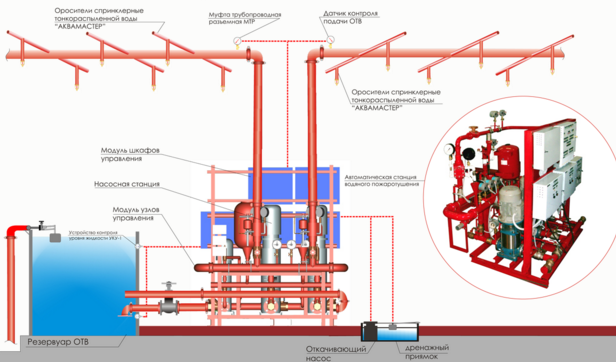 Оросители спринклерные
тонкораспыленной воды
"АКВАМАСТЕР"
Муфта трубопроводная
разъемная МТР
Датчик контроля
подачи ОТВ
Оросители спринклерные
тонкораспыленной воды
"АКВАМАСТЕР"
Модуль шкафов
управления
Автоматическая станция
водяного пожаротушения
Насосная станция
Модуль узлов
управления
Устройство контроля
уровня жидкости УКУ-1
Резервуар ОТВ
Откачивающий
насос
дренажный
приямок